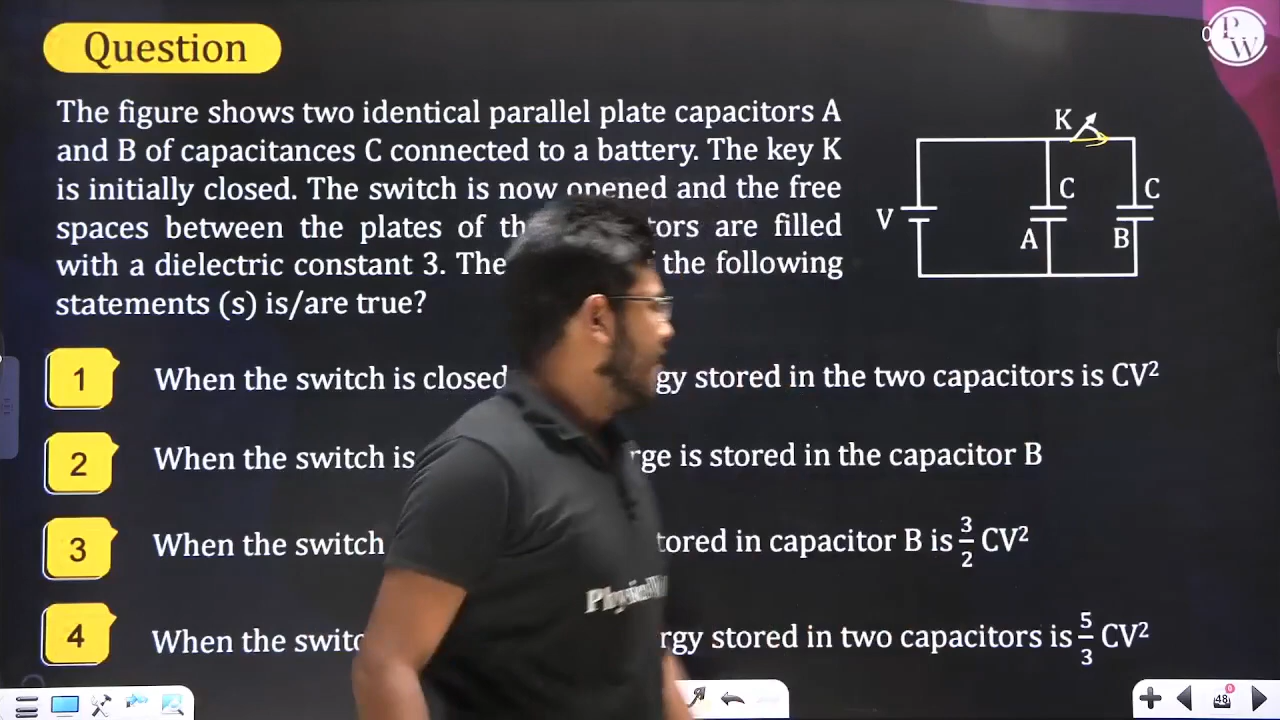 Question
The figure shows two identical parallel plate capacitors A
and B of capacitances C connected to a battery. The key K
is initially closed. The switch is now opened and the free
spaces between the plates of tors are filled
with a dielectric constant 3. The the following
statements (s) is/are true?
K
C
C
V
A
B
1 When the switch is closed gy stored in the two capacitors is CV²
2 When the switch is rge is stored in the capacitor B
3 When the switch tored in capacitor B is 3/2 CV²
4 When the rgy stored in two capacitors is 5/3 CV²
PW
48